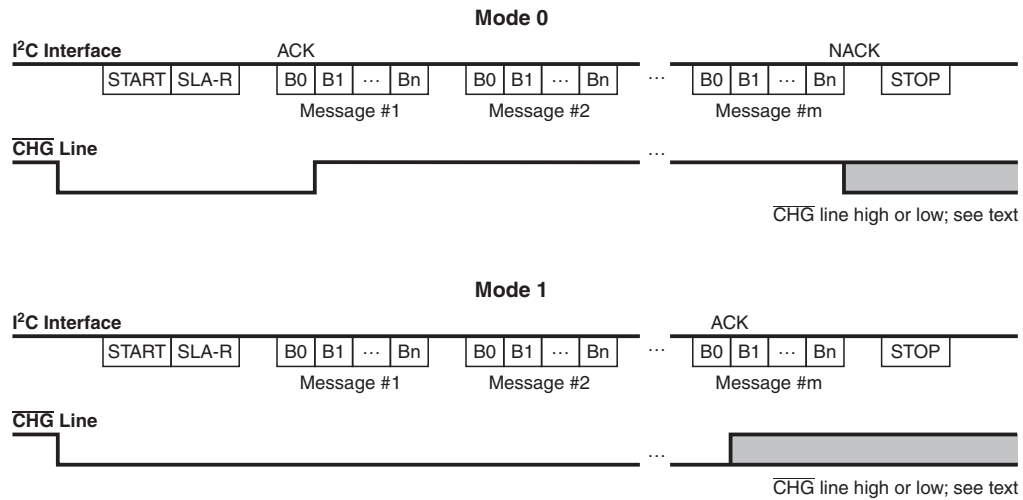 Mode 0
I²C Interface
ACK
NACK
START SLA-R B0 B1 … Bn B0 B1 … Bn … B0 B1 … Bn STOP
Message #1 Message #2 Message #m
CHG Line
…
CHG line high or low; see text
Mode 1
I²C Interface
ACK
START SLA-R B0 B1 … Bn B0 B1 … Bn … B0 B1 … Bn STOP
Message #1 Message #2 Message #m
CHG Line
…
CHG line high or low; see text